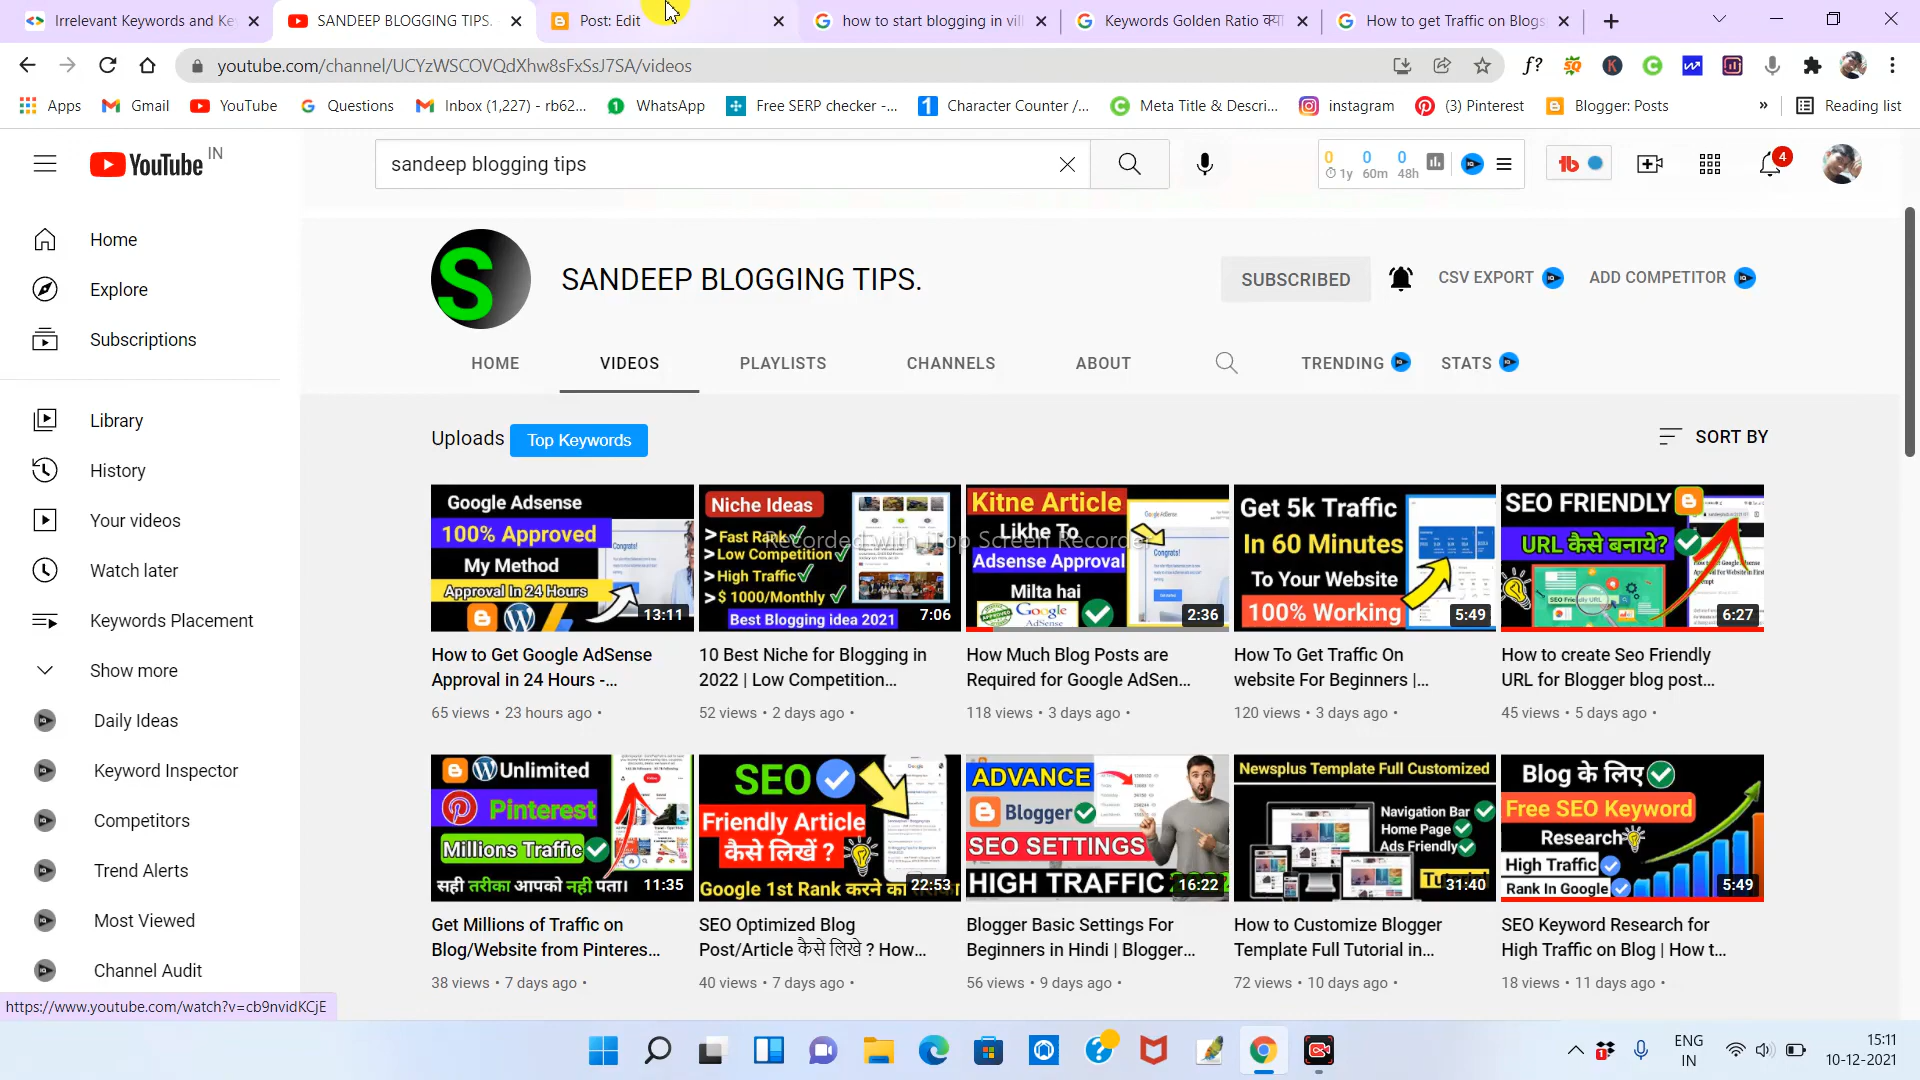 Irrelevant Keywords and Ke
SANDEEP BLOGGING TIPS.
Post: Edit
how to start blogging in vill
Keywords Golden Ratio क्या
How to get Traffic on Blogs
youtube.com/channel/UCYzWSCOVQdXhw8sFxSsJ7SA/videos
f?
Apps
Gmail
YouTube
Questions
Inbox (1,227) - rb62...
WhatsApp
Free SERP checker -...
Character Counter /...
Meta Title & Descri...
instagram
(3) Pinterest
Blogger: Posts
»
Reading list
YouTube IN
sandeep blogging tips
0 0 0
1y 60m 48h
4
Home
Explore
Subscriptions
Library
History
Your videos
Watch later
Keywords Placement
Show more
Daily Ideas
Keyword Inspector
Competitors
Trend Alerts
Most Viewed
Channel Audit
S
SANDEEP BLOGGING TIPS.
SUBSCRIBED
CSV EXPORT
ADD COMPETITOR
HOME
VIDEOS
PLAYLISTS
CHANNELS
ABOUT
TRENDING
STATS
Uploads
Top Keywords
SORT BY
Recorded with iTop Screen Recorder
Google Adsense
100% Approved
My Method
Approval In 24 Hours
Congrats!
13:11
How to Get Google AdSense
Approval in 24 Hours -...
65 views • 23 hours ago •
Niche Ideas
>Fast Rank
>Low Competition
>High Traffic
>$ 1000/Monthly
Best Blogging idea 2021
7:06
10 Best Niche for Blogging in
2022 | Low Competition...
52 views • 2 days ago •
Kitne Article
Likhe To
Adsense Approval
Milta hai
Google
AdSense
Congrats!
2:36
How Much Blog Posts are
Required for Google AdSen...
118 views • 3 days ago •
Get 5k Traffic
In 60 Minutes
To Your Website
100% Working
5:49
How To Get Traffic On
website For Beginners |...
120 views • 3 days ago •
SEO FRIENDLY
URL कैसे बनाये?
SEO Friendly
URL
6:27
How to create Seo Friendly
URL for Blogger blog post...
45 views • 5 days ago •
Unlimited
Pinterest
Millions Traffic
सही तरीका आपको नही पता।
11:35
Get Millions of Traffic on
Blog/Website from Pinteres...
38 views • 7 days ago •
SEO
Friendly Article
कैसे लिखें ?
Google 1st Rank करने का
22:53
SEO Optimized Blog
Post/Article कैसे लिखे ? How...
40 views • 7 days ago •
ADVANCE
Blogger
SEO SETTINGS
HIGH TRAFFIC
16:22
Blogger Basic Settings For
Beginners in Hindi | Blogger...
56 views • 9 days ago •
Newsplus Template Full Customized
Navigation Bar
Home Page
Ads Friendly
31:40
How to Customize Blogger
Template Full Tutorial in...
72 views • 10 days ago •
Blog के लिए
Free SEO Keyword
Research
High Traffic
Rank In Google
5:49
SEO Keyword Research for
High Traffic on Blog | How t...
18 views • 11 days ago •
https://www.youtube.com/watch?v=cb9nvidKCjE
ENG
IN
15:11
10-12-2021